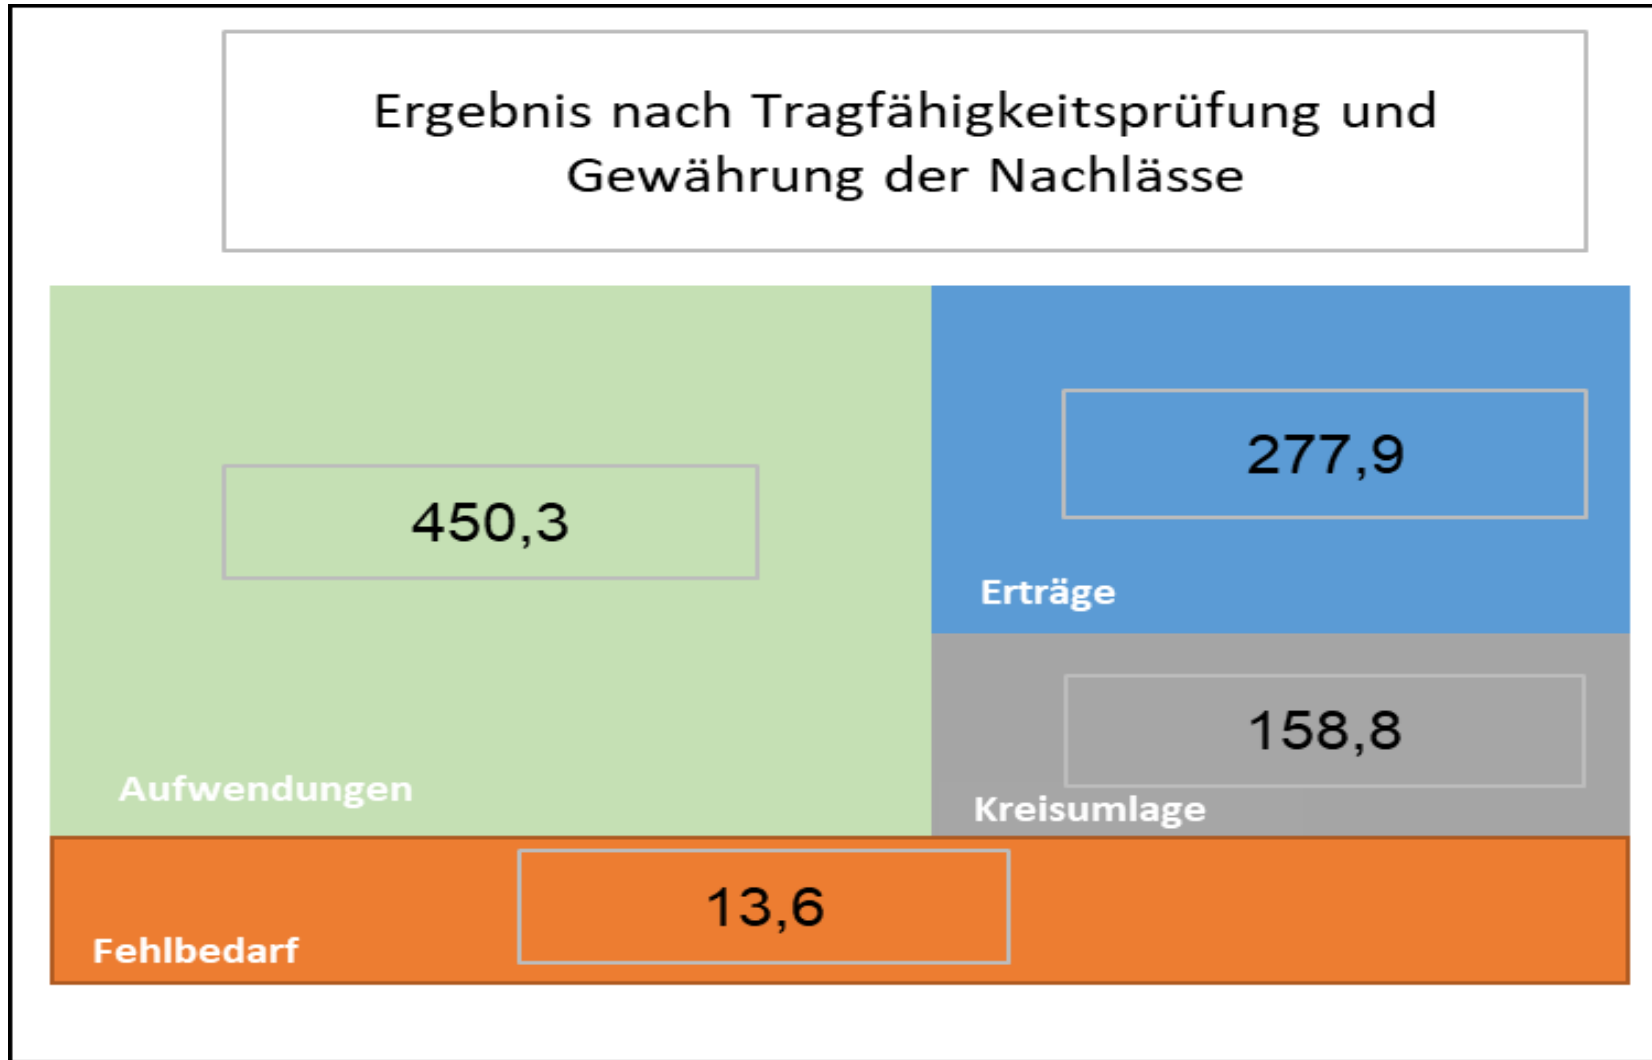 Ergebnis nach Tragfähigkeitsprüfung und
Gewährung der Nachlässe
450,3
Aufwendungen
277,9
Erträge
158,8
Kreisumlage
13,6
Fehlbedarf